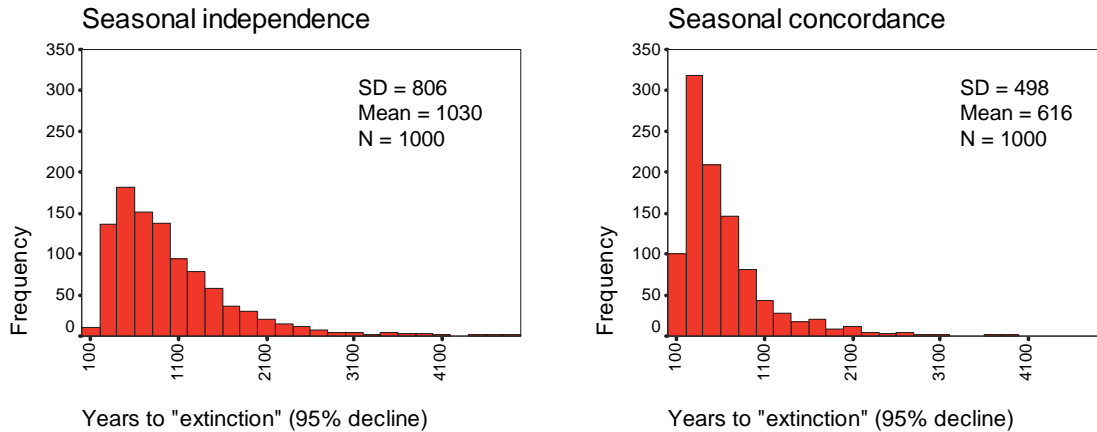 Seasonal independence
350
300
250
200
150
100
50
0
Frequency
SD = 806
Mean = 1030
N = 1000
100
1100
2100
3100
4100
Years to "extinction" (95% decline)
Seasonal concordance
350
300
250
200
150
100
50
0
Frequency
SD = 498
Mean = 616
N = 1000
100
1100
2100
3100
4100
Years to "extinction" (95% decline)